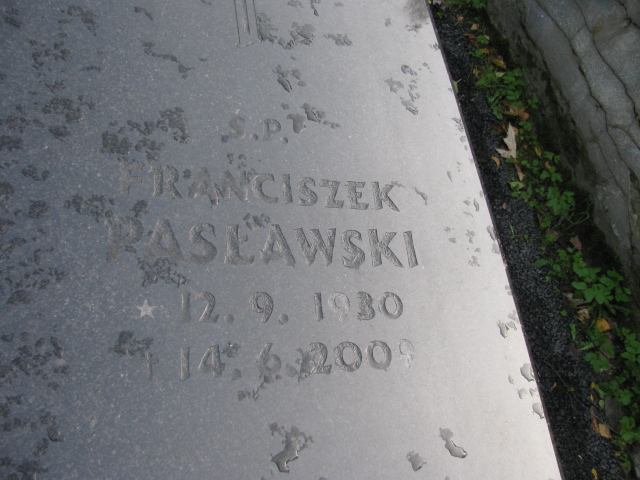 Ś.P.
FRANCISZEK
PASŁAWSKI
12. 9. 1930
† 14. 6. 2009